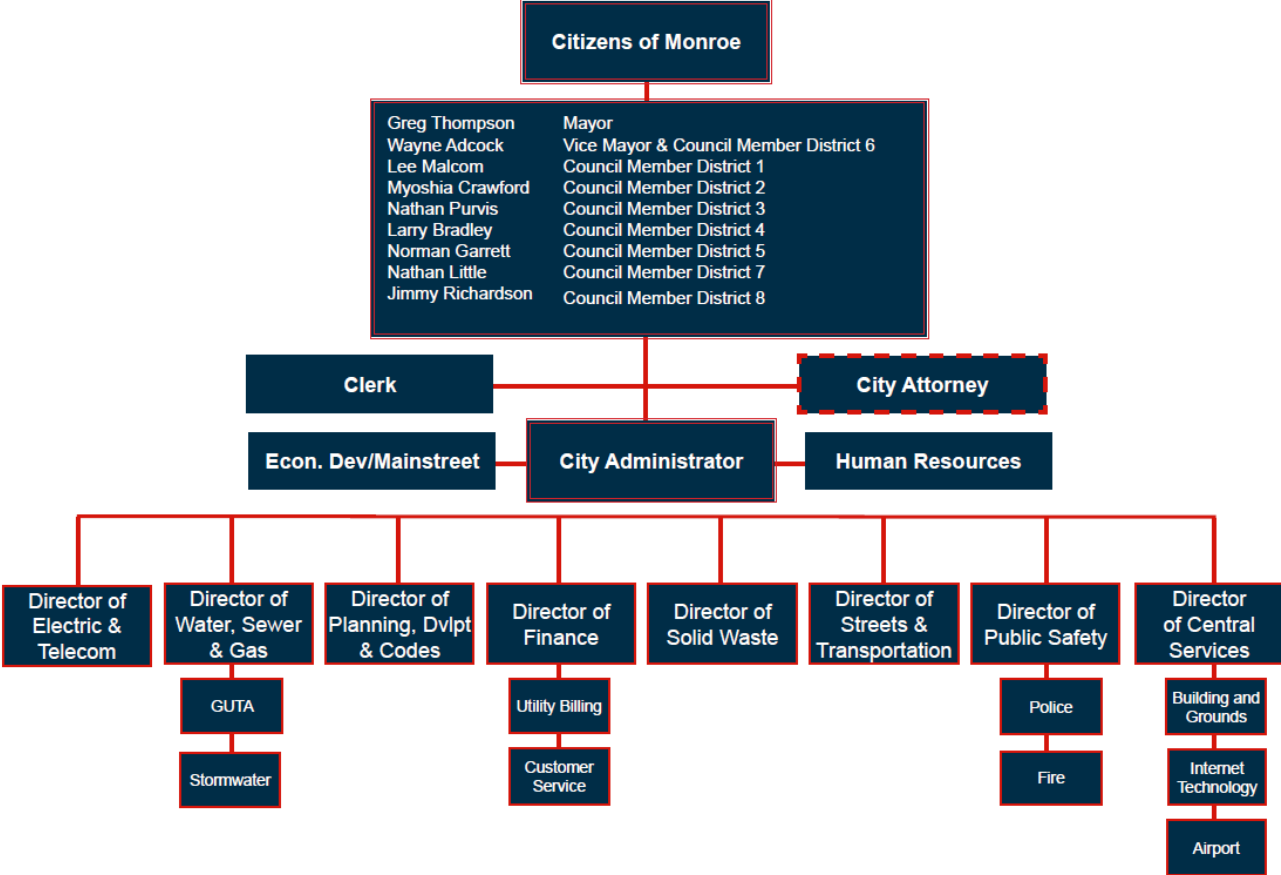 Citizens of Monroe
Greg Thompson Mayor
Wayne Adcock Vice Mayor & Council Member District 6
Lee Malcom Council Member District 1
Myoshia Crawford Council Member District 2
Nathan Purvis Council Member District 3
Larry Bradley Council Member District 4
Norman Garrett Council Member District 5
Nathan Little Council Member District 7
Jimmy Richardson Council Member District 8
Clerk
City Attorney
Econ. Dev/Mainstreet
City Administrator
Human Resources
Director of
Electric &
Telecom
Director of
Water, Sewer
& Gas
Director of
Planning, Dvlpt
& Codes
Director of
Finance
Director of
Solid Waste
Director of
Streets &
Transportation
Director of
Public Safety
Director
of Central
Services
GUTA
Stormwater
Utility Billing
Customer
Service
Police
Fire
Building and
Grounds
Internet
Technology
Airport